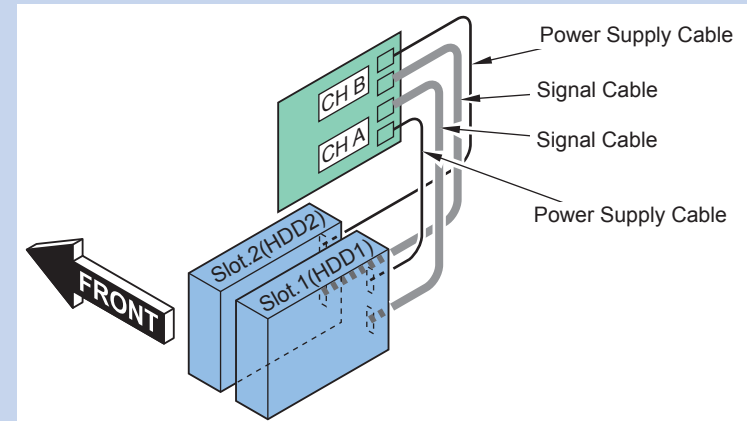 Power Supply Cable
CH B
Signal Cable
CH A
Signal Cable
Power Supply Cable
Slot.2(HDD2)
Slot.1(HDD1)
FRONT